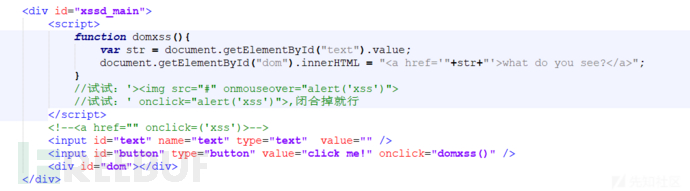 <div id="xssd_main">
<script>
function domxss(){
var str = document.getElementById("text").value;
document.getElementById("dom").innerHTML = "<a href='"+str+"'>what do you see?</a>";
}
//试试：'><img src="#" onmouseover="alert('xss')">
//试试：' onclick="alert('xss')">,闭合掉就行
</script>
<!--<a href="" onclick=('xss')>-->
<input id="text" name="text" type="text"  value="" />
<input id="button" type="button" value="click me!" onclick="domxss()" />
<div id="dom"></div>
</div>